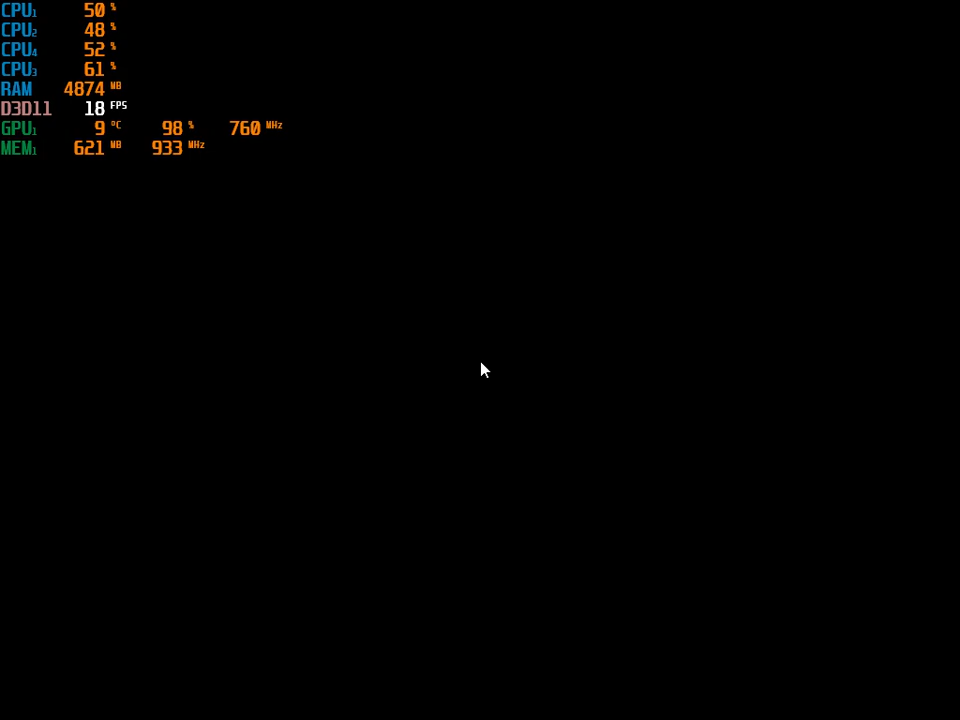 CPU1 50 %
CPU2 48 %
CPU4 52 %
CPU3 61 %
RAM 4874 MB
D3D11 18 FPS
GPU1 9 °C 98 % 760 MHz
MEM1 621 MB 933 MHz